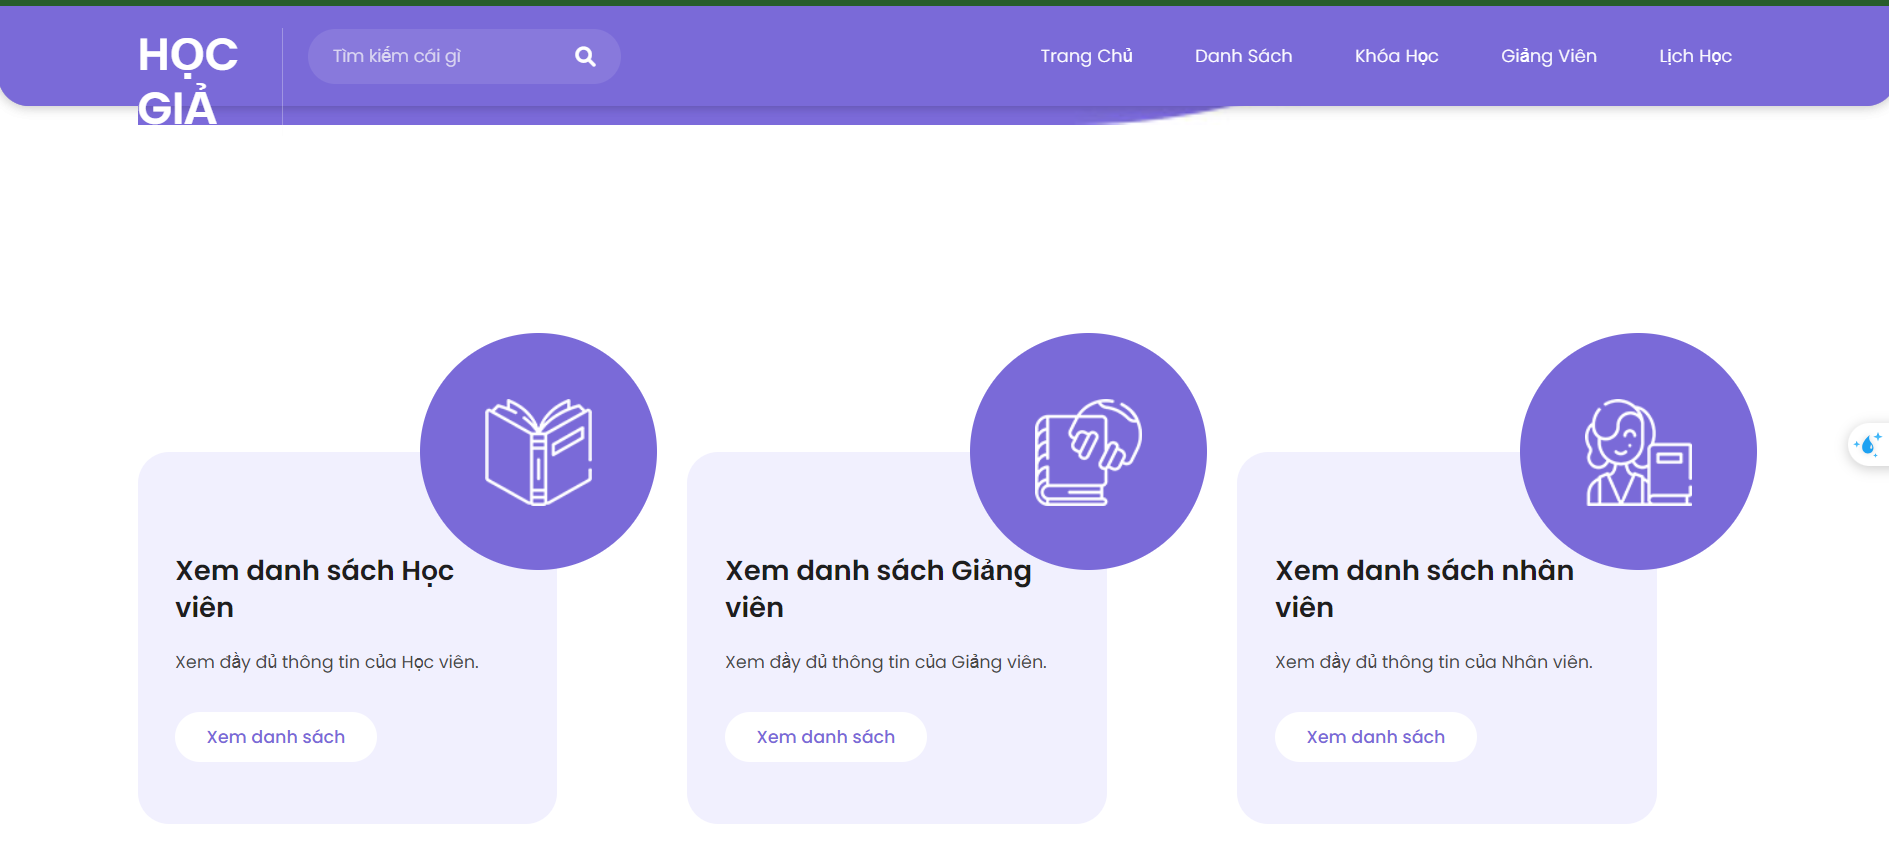 HỌC
GIẢ
Tìm kiếm cái gì
Trang Chủ
Danh Sách
Khóa Học
Giảng Viên
Lịch Học
Xem danh sách Học
viên
Xem đầy đủ thông tin của Học viên.
Xem danh sách
Xem danh sách Giảng
viên
Xem đầy đủ thông tin của Giảng viên.
Xem danh sách
Xem danh sách nhân
viên
Xem đầy đủ thông tin của Nhân viên.
Xem danh sách